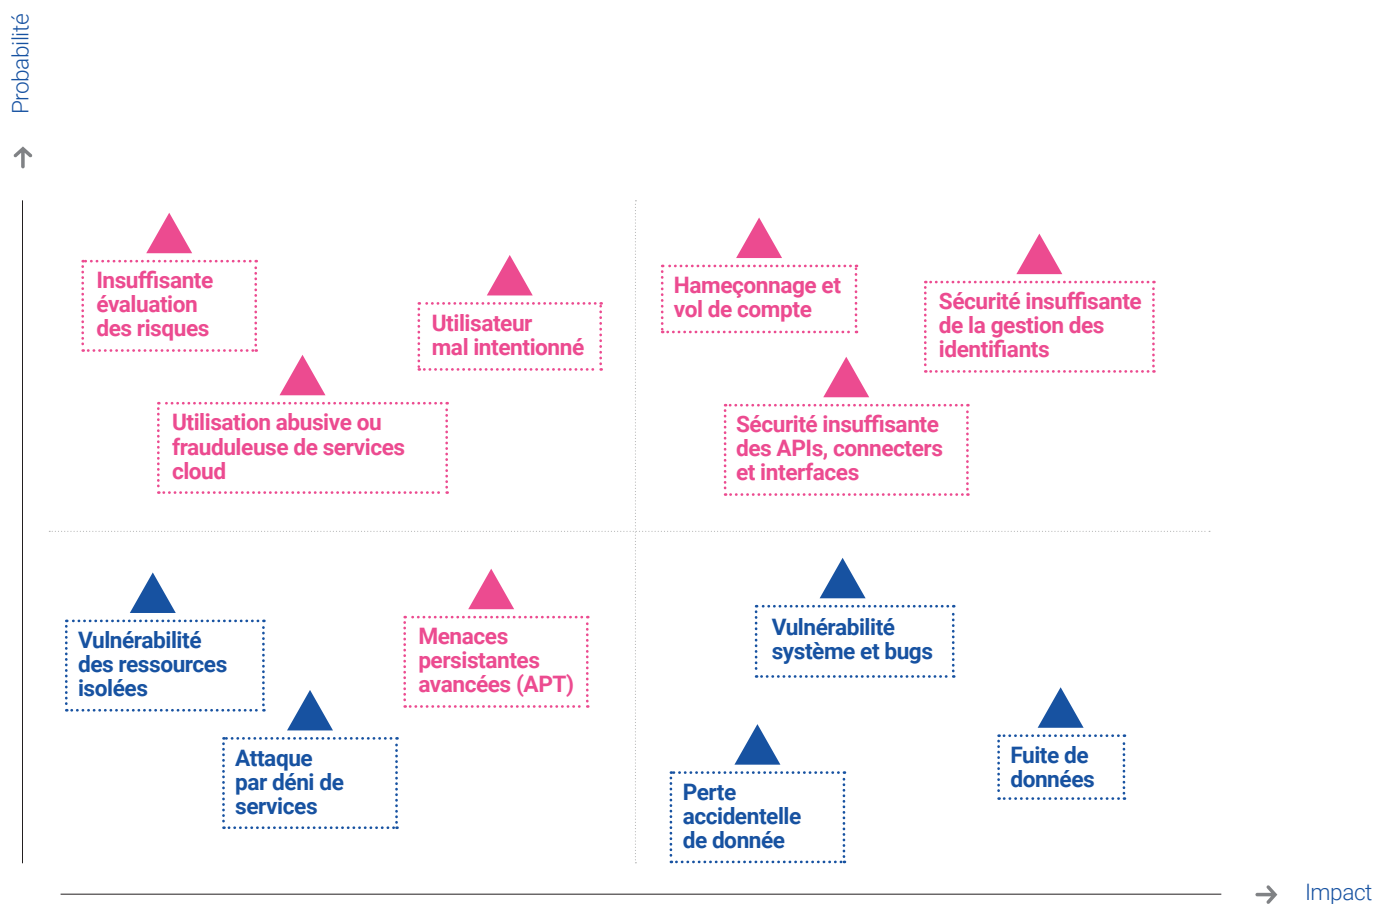 Probabilité
Insuffisante
évaluation
des risques
Utilisateur
mal intentionné
Utilisation abusive ou
frauduleuse de services
cloud
Hameçonnage et
vol de compte
Sécurité insuffisante
de la gestion des
identifiants
Sécurité insuffisante
des APIs, connecters
et interfaces
Vulnérabilité
des ressources
isolées
Menaces
persistantes
avancées (APT)
Attaque
par déni de
services
Vulnérabilité
système et bugs
Fuite de
données
Perte
accidentelle
de donnée
Impact